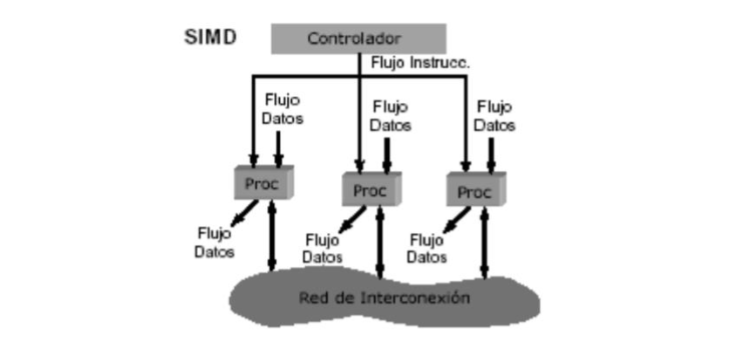 SIMD
Controlador
Flujo Instrucc.
Flujo
Datos
Flujo
Datos
Flujo
Datos
Proc
Proc
Proc
Flujo
Datos
Flujo
Datos
Flujo
Datos
Red de Interconexión